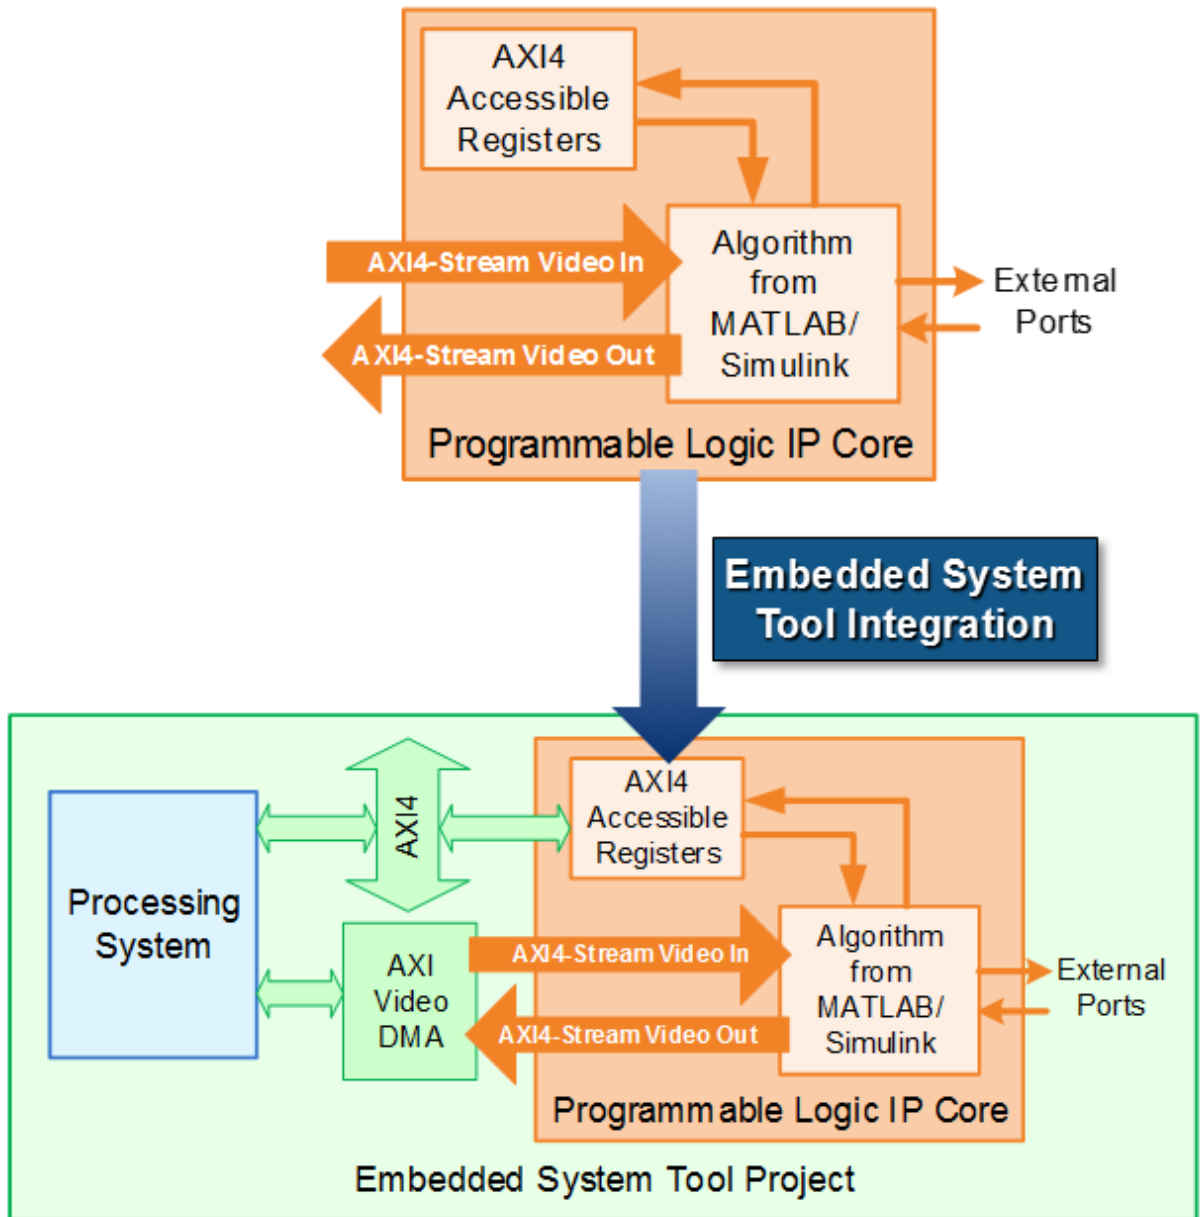 AXI4
Accessible
Registers
AXI4-Stream Video In
AXI4-Stream Video Out
Algorithm
from
MATLAB/
Simulink
External
Ports
Programmable Logic IP Core
Embedded System
Tool Integration
Processing
System
AXI4
AXI
Video
DMA
AXI4
Accessible
Registers
AXI4-Stream Video In
AXI4-Stream Video Out
Algorithm
from
MATLAB/
Simulink
External
Ports
Programmable Logic IP Core
Embedded System Tool Project